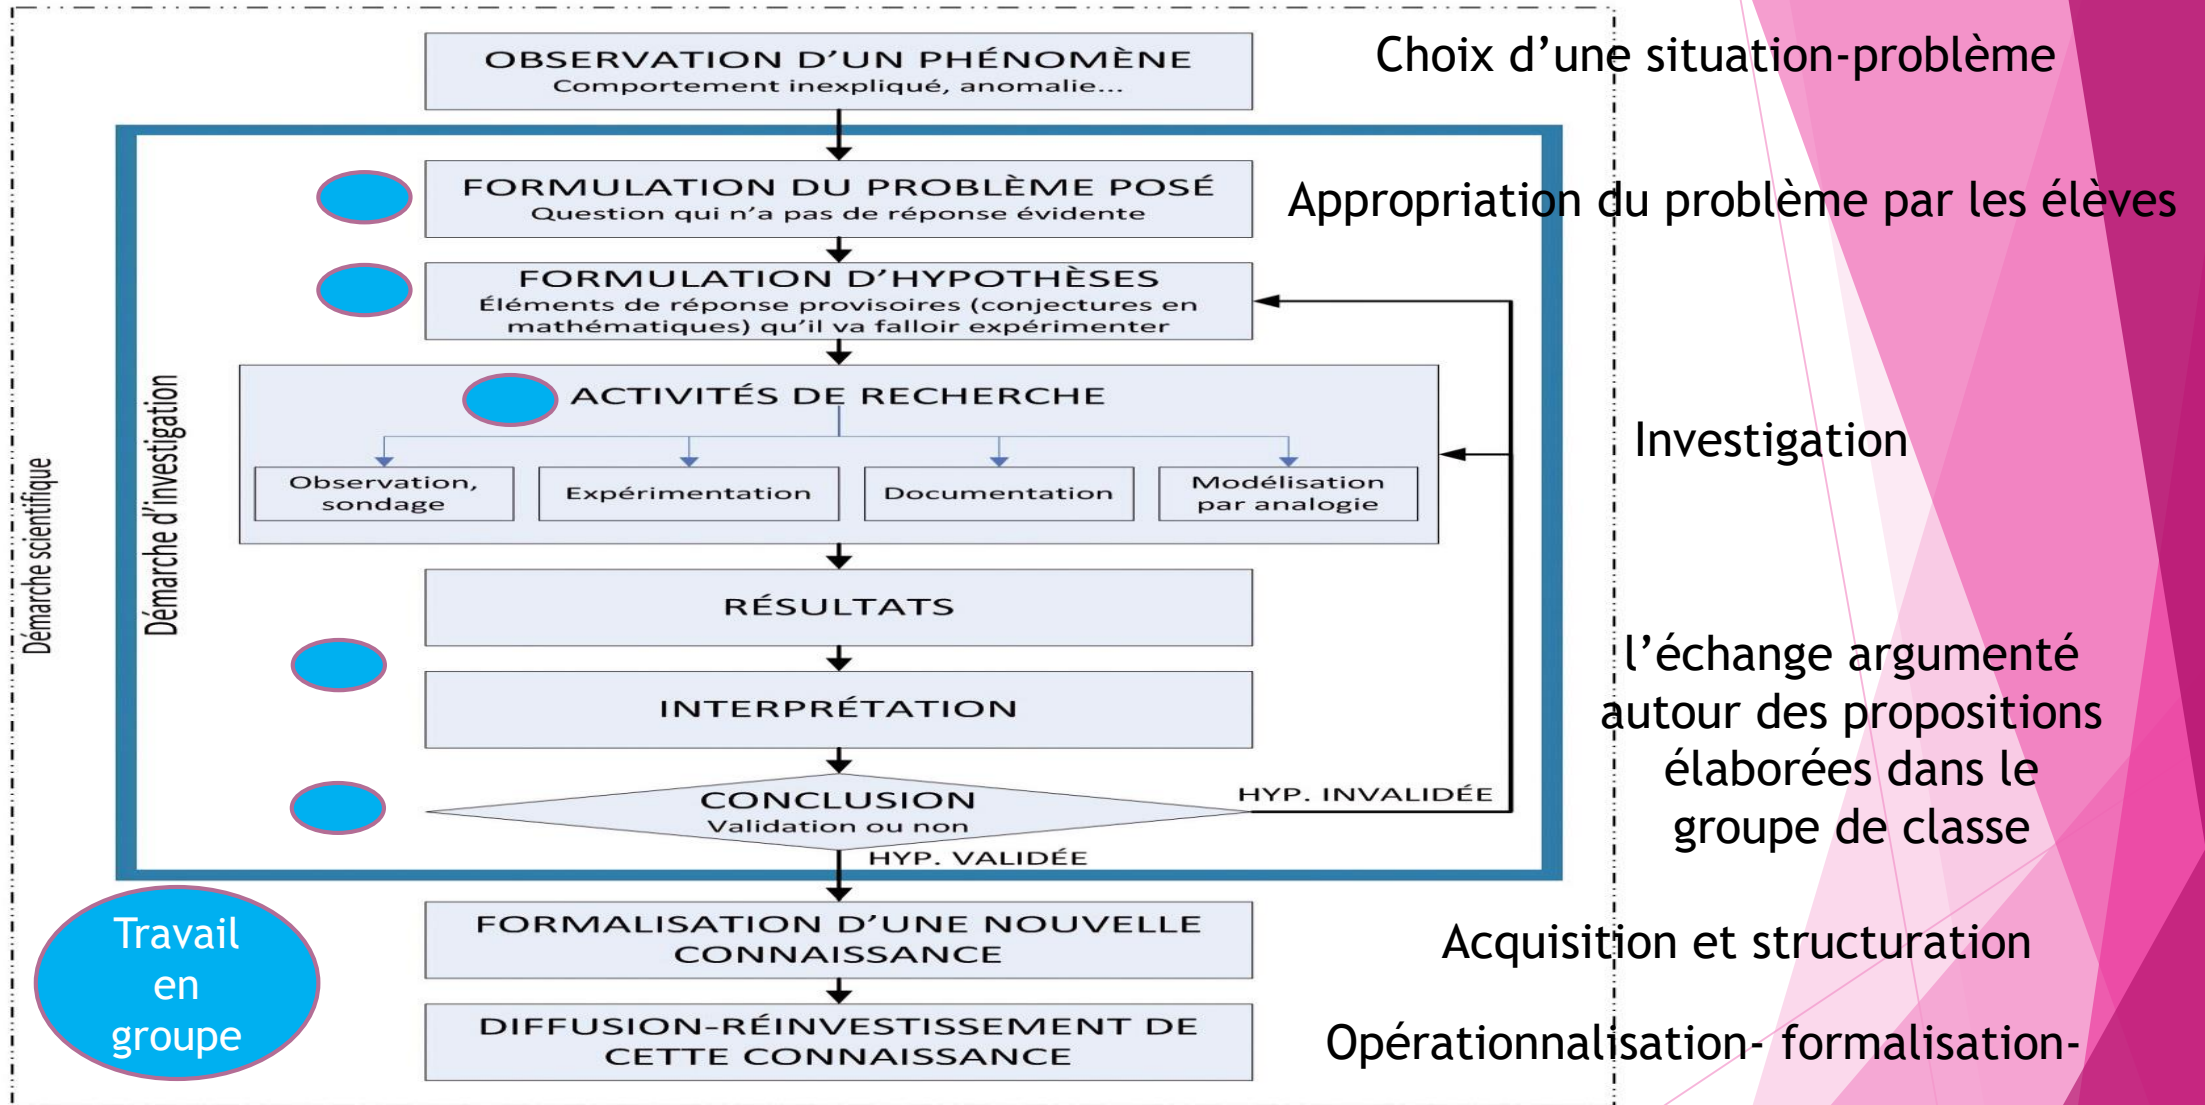 OBSERVATION D'UN PHÉNOMÈNE
Comportement inexpliqué, anomalie...
Choix d'une situation-problème
FORMULATION DU PROBLÈME POSÉ
Question qui n'a pas de réponse évidente
Appropriation du problème par les élèves
FORMULATION D'HYPOTHÈSES
Éléments de réponse provisoires (conjectures en
mathématiques) qu'il va falloir expérimenter
Démarche scientifique
Démarche d'investigation
ACTIVITÉS DE RECHERCHE
Observation,
sondage
Expérimentation
Documentation
Modélisation
par analogie
Investigation
RÉSULTATS
INTERPRÉTATION
l'échange argumenté
autour des propositions
élaborées dans le
groupe de classe
CONCLUSION
Validation ou non
HYP. INVALIDÉE
HYP. VALIDÉE
Travail
en
groupe
FORMALISATION D'UNE NOUVELLE
CONNAISSANCE
Acquisition et structuration
DIFFUSION-RÉINVESTISSEMENT DE
CETTE CONNAISSANCE
Opérationnalisation- formalisation-